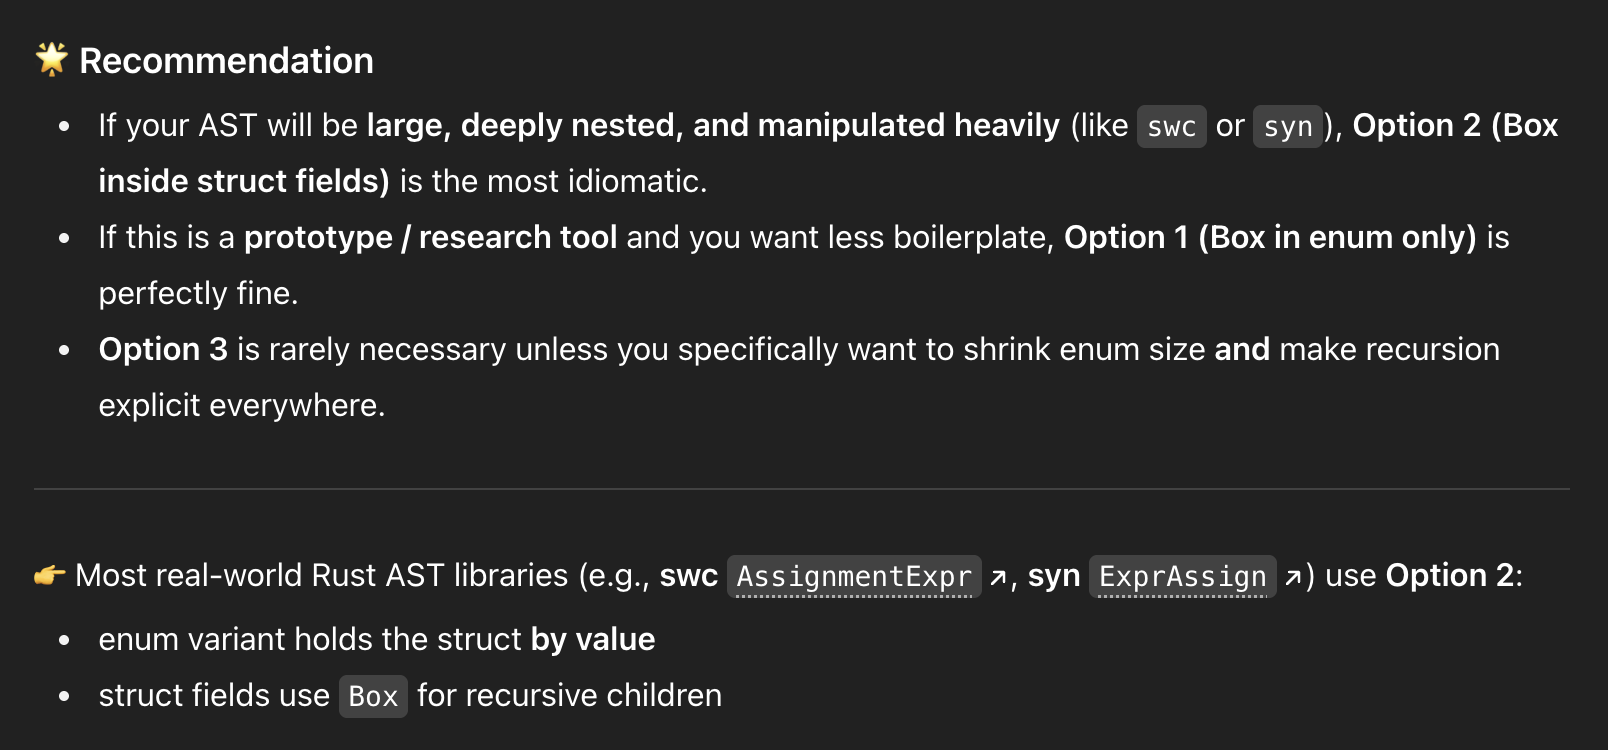 🌟 Recommendation
• If your AST will be large, deeply nested, and manipulated heavily (like swc or syn), Option 2 (Box
inside struct fields) is the most idiomatic.
• If this is a prototype / research tool and you want less boilerplate, Option 1 (Box in enum only) is
perfectly fine.
• Option 3 is rarely necessary unless you specifically want to shrink enum size and make recursion
explicit everywhere.
👉 Most real-world Rust AST libraries (e.g., swc AssignmentExpr ↗, syn ExprAssign ↗) use Option 2:
• enum variant holds the struct by value
• struct fields use Box for recursive children